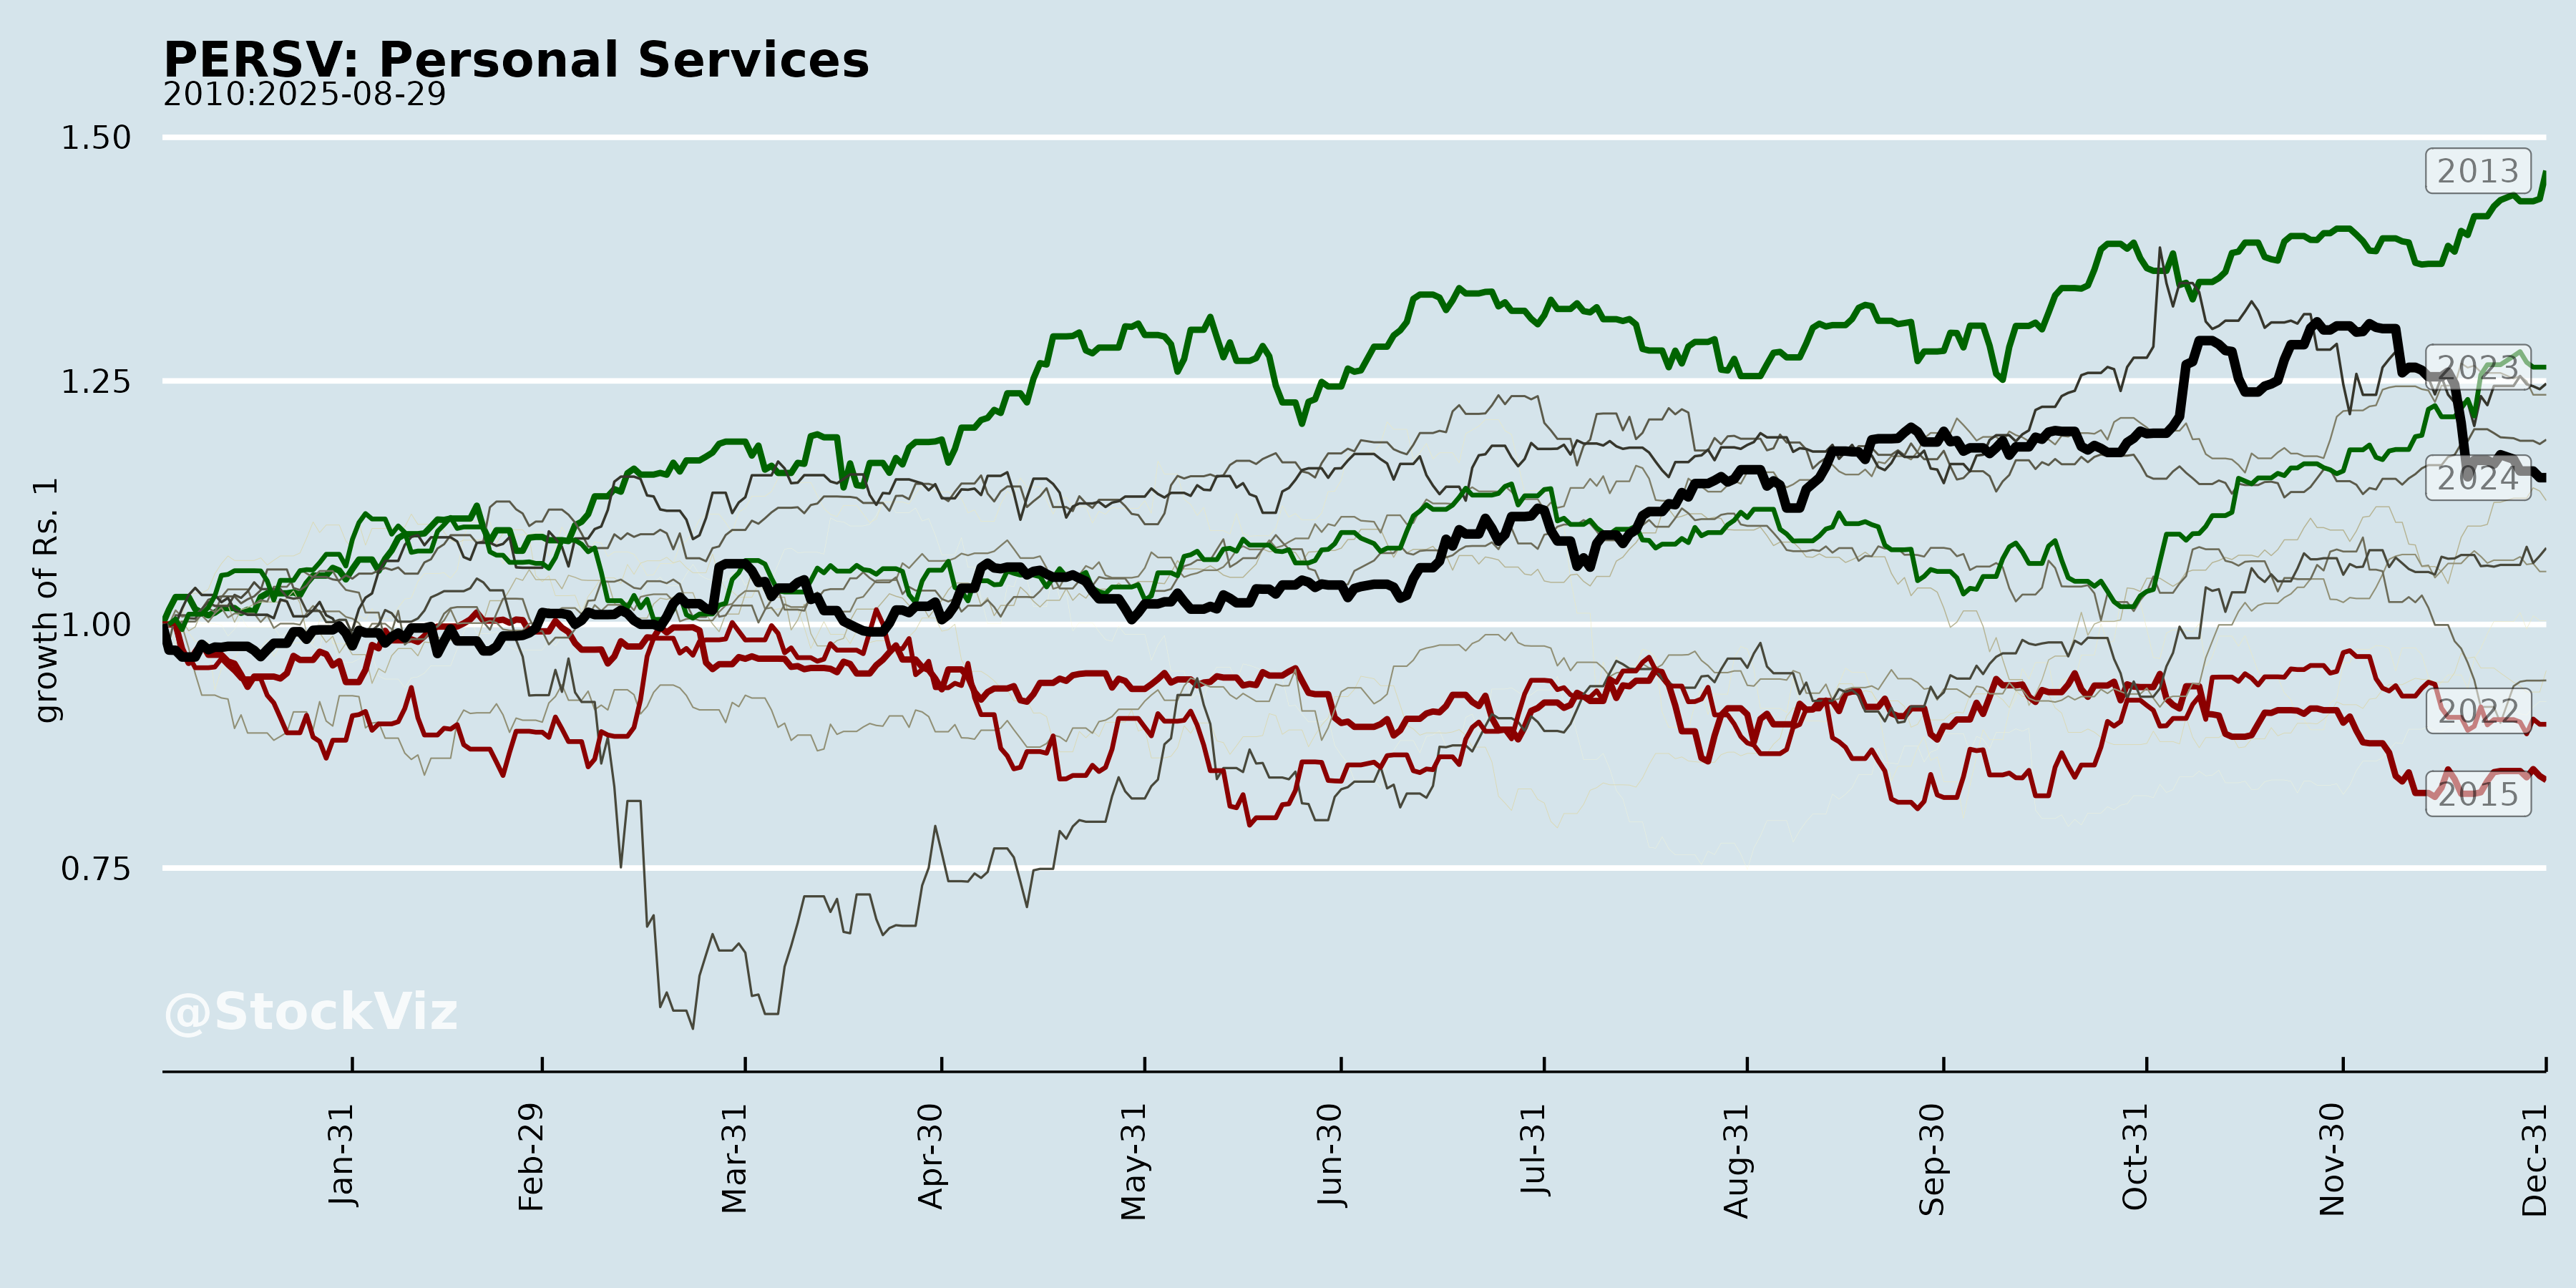 PERSV: Personal Services
2010:2025-08-29
growth of Rs. 1
1.50
1.25
1.00
0.75
2013
2023
2024
2022
2015
@StockViz
Jan-31
Feb-29
Mar-31
Apr-30
May-31
Jun-30
Jul-31
Aug-31
Sep-30
Oct-31
Nov-30
Dec-31